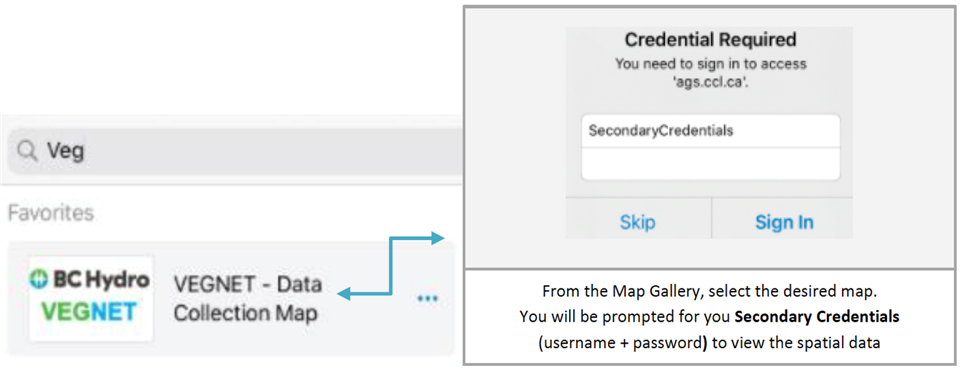 Veg
Favorites
BC Hydro
VEGNET
VEGNET - Data
Collection Map
...
Credential Required
You need to sign in to access
'ags.ccl.ca'.
SecondaryCredentials
Skip
Sign In
From the Map Gallery, select the desired map.
You will be prompted for you Secondary Credentials
(username + password) to view the spatial data